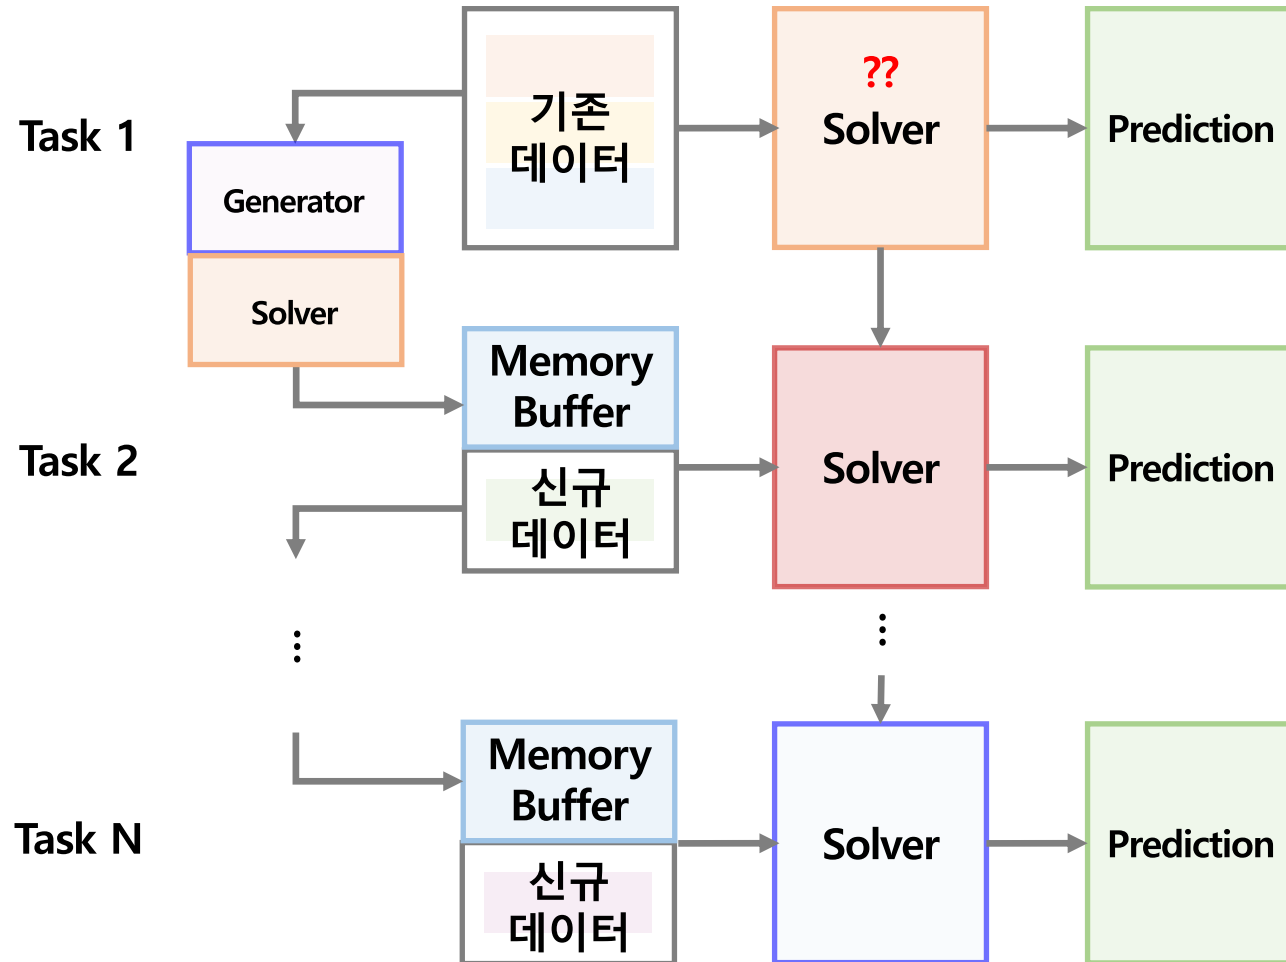 Task 1
Generator
Solver
기존
데이터
??
Solver
Prediction
Task 2
Memory
Buffer
신규
데이터
Solver
Prediction
⋮
⋮
Task N
Memory
Buffer
신규
데이터
Solver
Prediction